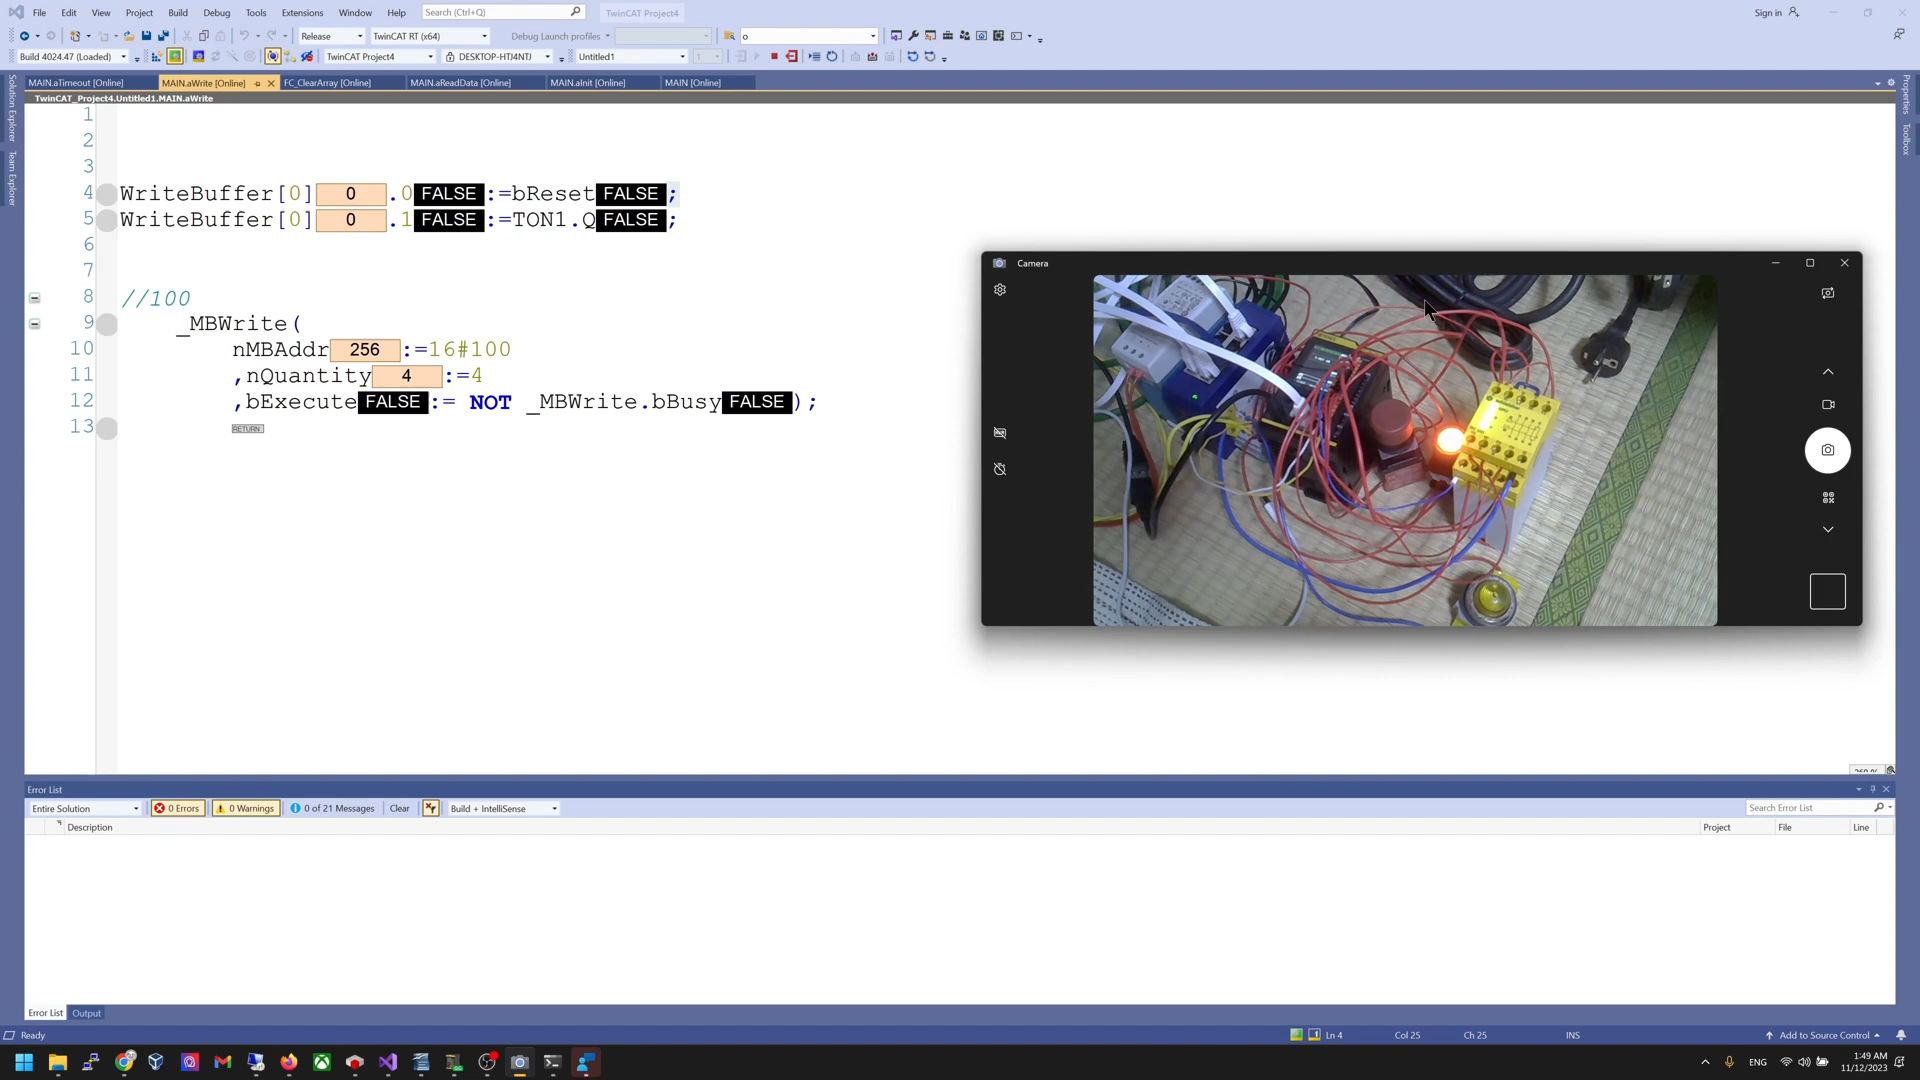 File Edit View Project Build Debug Tools Extensions Window Help Search (Ctrl+Q) TwinCAT Project4 Sign in
Release TwinCAT RT (x64) Debug Launch profiles o
Build 4024.47 (Loaded) TwinCAT Project4 DESKTOP-HTJ4NTJ Untitled1 1
MAIN.aTimeout [Online] MAIN.aWrite [Online] FC_ClearArray [Online] MAIN.aReadData [Online] MAIN.aInit [Online] MAIN [Online]
TwinCAT_Project4.Untitled1.MAIN.aWrite
Solution Explorer
Team Explorer
Properties
Toolbox
1
2
3
4 WriteBuffer[0] 0 .0 FALSE :=bReset FALSE ;
5 WriteBuffer[0] 0 .1 FALSE :=TON1.Q FALSE ;
6
7
8 //100
9 _MBWrite(
10 nMBAddr 256 :=16#100
11 ,nQuantity 4 :=4
12 ,bExecute FALSE := NOT _MBWrite.bBusy FALSE );
13 RETURN
Camera
Error List
Entire Solution 0 Errors 0 Warnings 0 of 21 Messages Clear Build + IntelliSense Search Error List
Description Project File Line
Error List Output
Ready Ln 4 Col 25 Ch 25 INS Add to Source Control
ENG 1:49 AM
11/12/2023